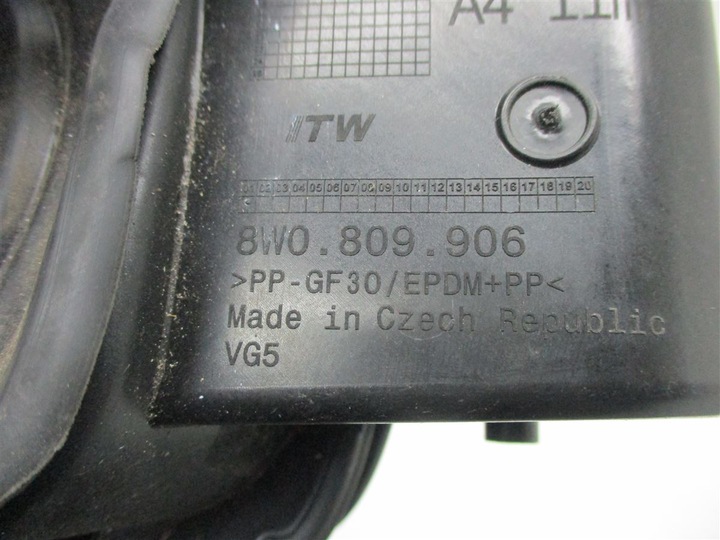 A4
ITW
01 02 03 04 05 06 07 08 09 10 11 12 13 14 15 16 17 18 19 20
8W0.809.906
>PP-GF30/EPDM+PP<
Made in Czech Republic
VG5